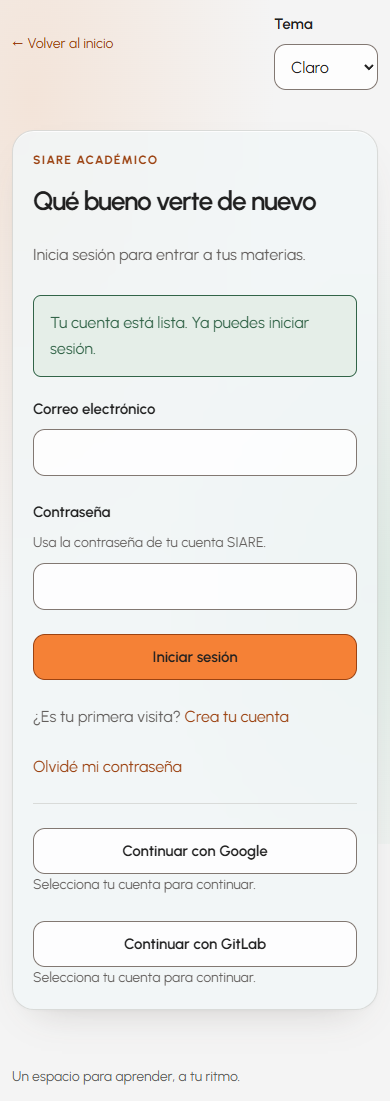 ← Volver al inicio
Tema
Claro
SIARE ACADÉMICO
Qué bueno verte de nuevo
Inicia sesión para entrar a tus materias.
Tu cuenta está lista. Ya puedes iniciar
sesión.
Correo electrónico
Contraseña
Usa la contraseña de tu cuenta SIARE.
Iniciar sesión
¿Es tu primera visita? Crea tu cuenta
Olvidé mi contraseña
Continuar con Google
Selecciona tu cuenta para continuar.
Continuar con GitLab
Selecciona tu cuenta para continuar.
Un espacio para aprender, a tu ritmo.